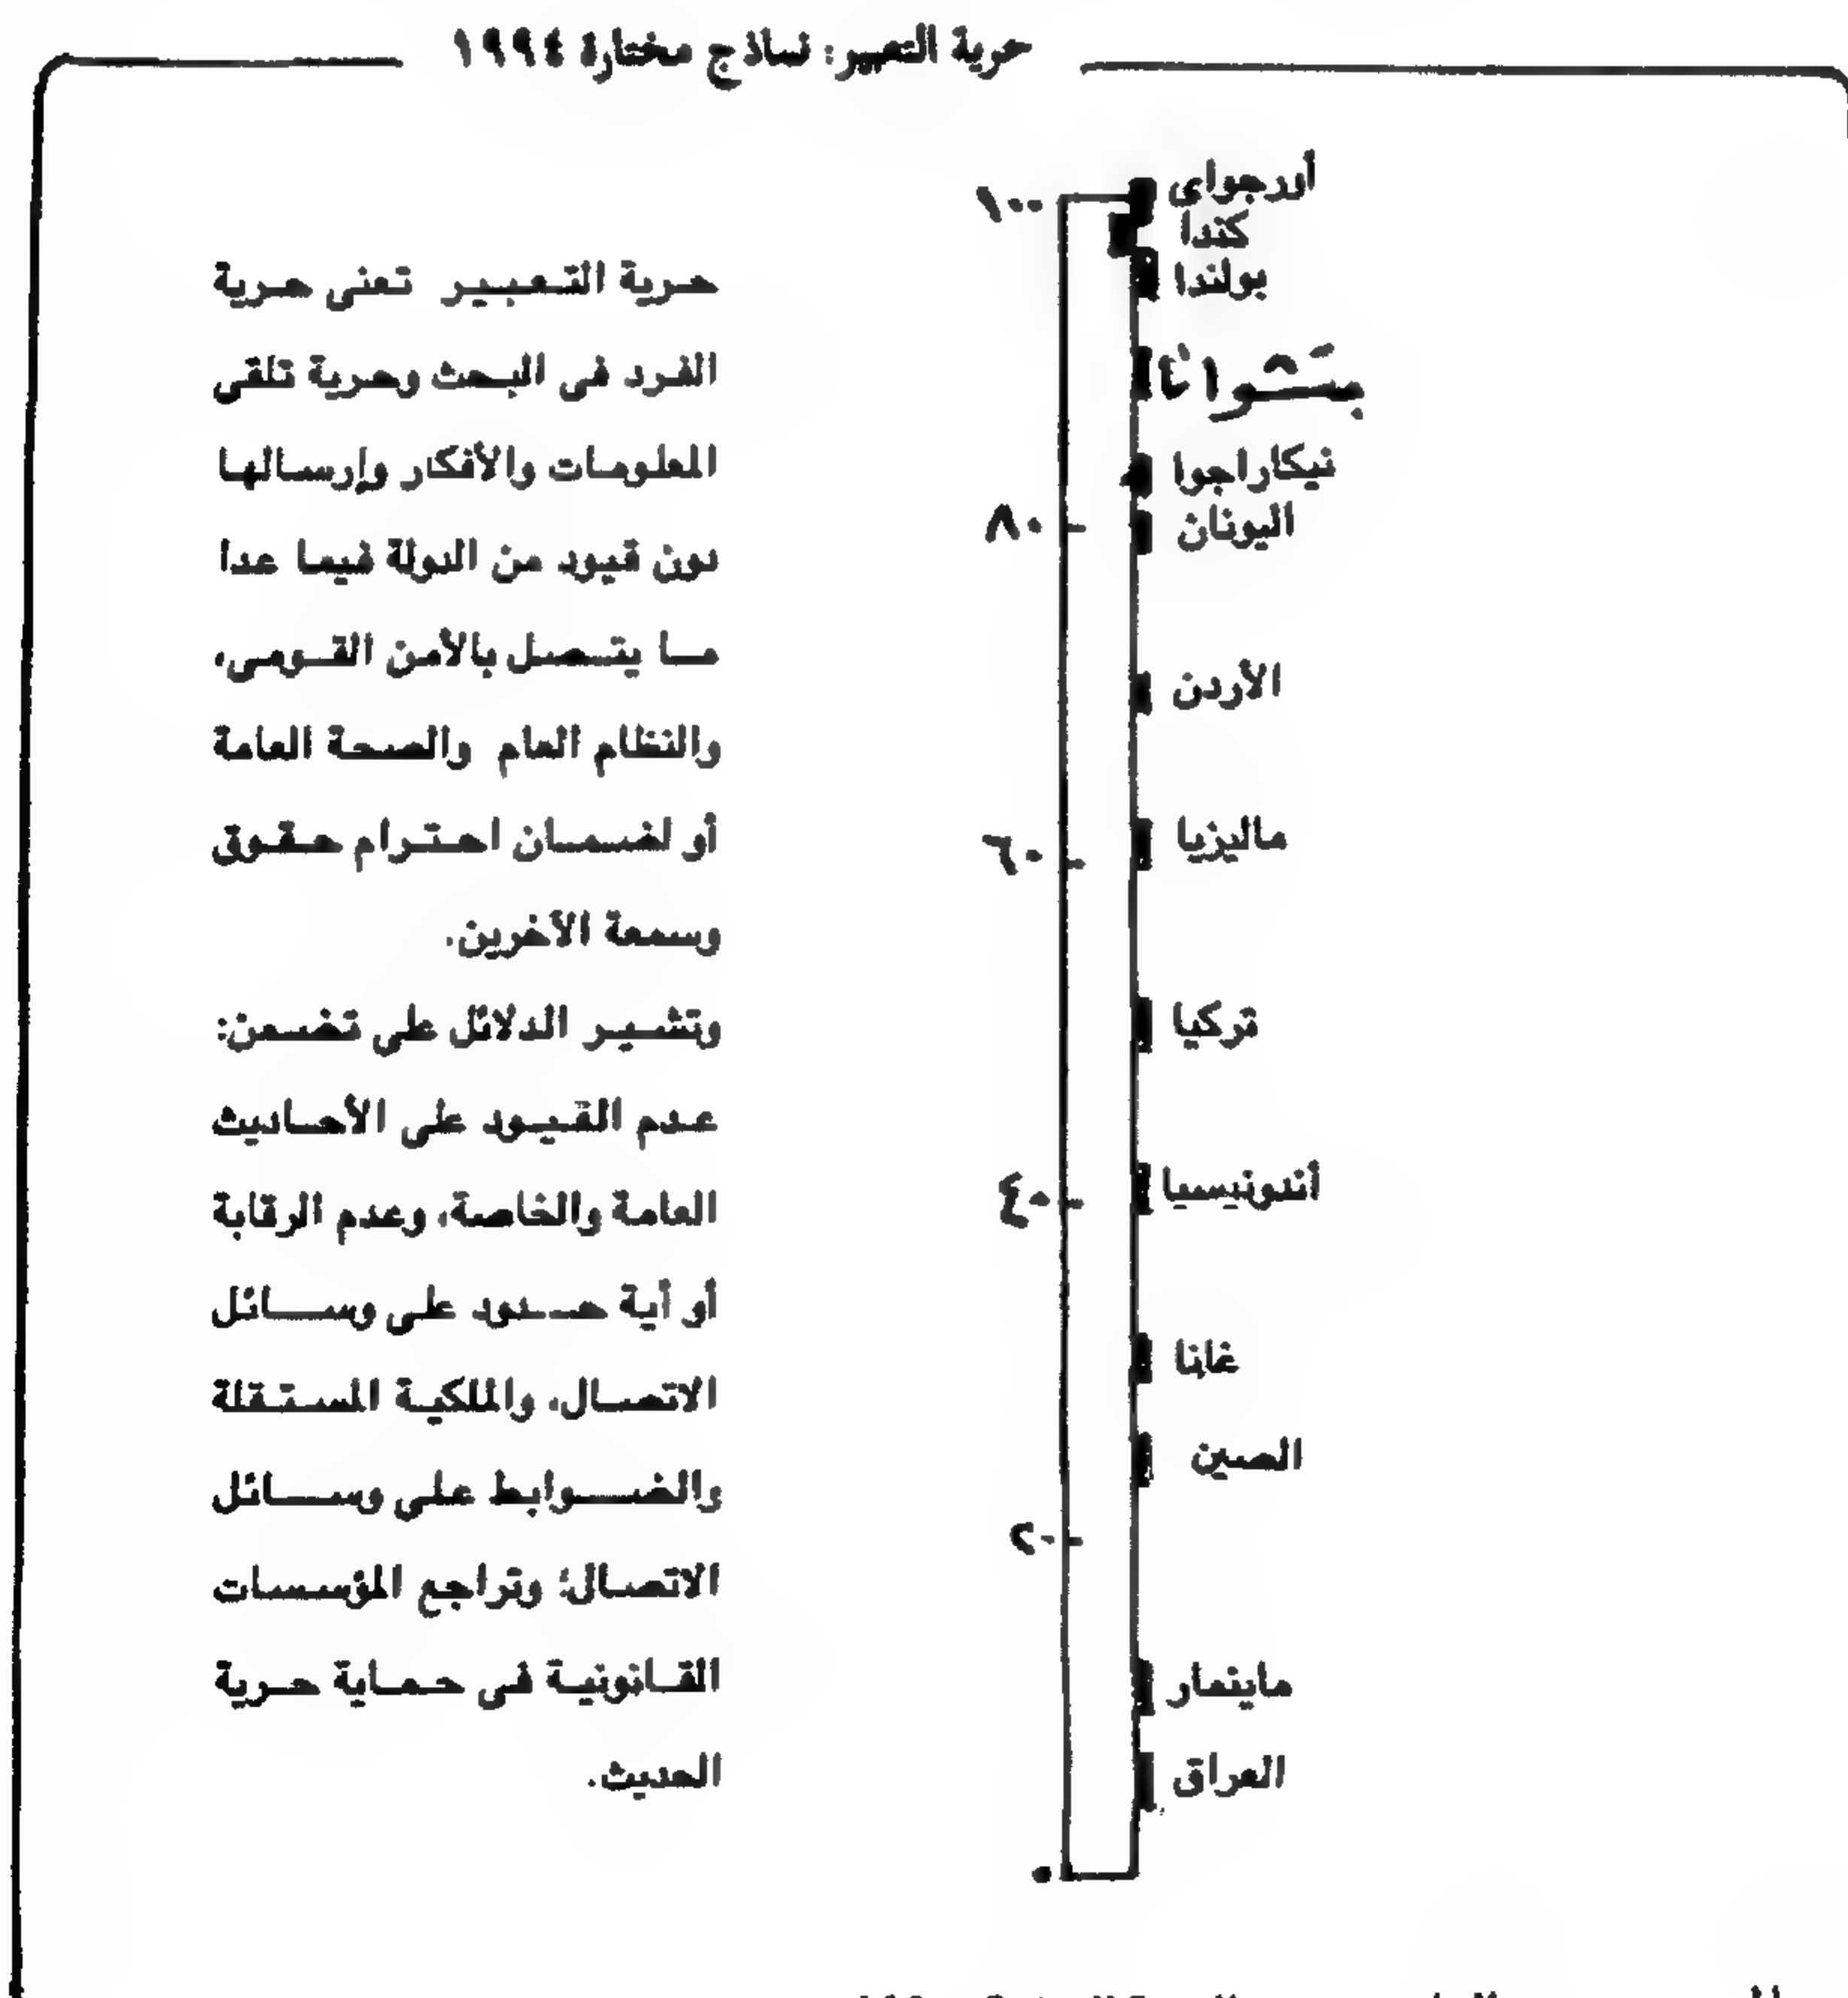 حرية التعبير: نماذج مختارة ١٩٩٤
أدرجواى
كندا
بولندا
بتسوانا
نيكاراجوا
اليونان
الأردن
ماليزيا
تركيا
أندونيسيا
غانا
الصين
ماينمار
العراق
١٠٠
٨٠
٦٠
٤٠
٢٠
٠
حرية التعبير تعنى حرية
الفرد فى البحث وحرية تلقى
المعلومات والأفكار وإرسالها
دون قيود من الدولة فيما عدا
ما يتصل بالأمن القومى،
والنظام العام والصحة العامة
أو لضمان احترام حقوق
وسمعة الآخرين.
وتشير الدلائل على تضمن:
عدم القيود على الأحاديث
العامة والخاصة، وعدم الرقابة
أو أية حدود على وسائل
الاتصال، والملكية المستقلة
والضوابط على وسائل
الاتصال؛ وتراجع المؤسسات
القانونية فى حماية حرية
الحديث.